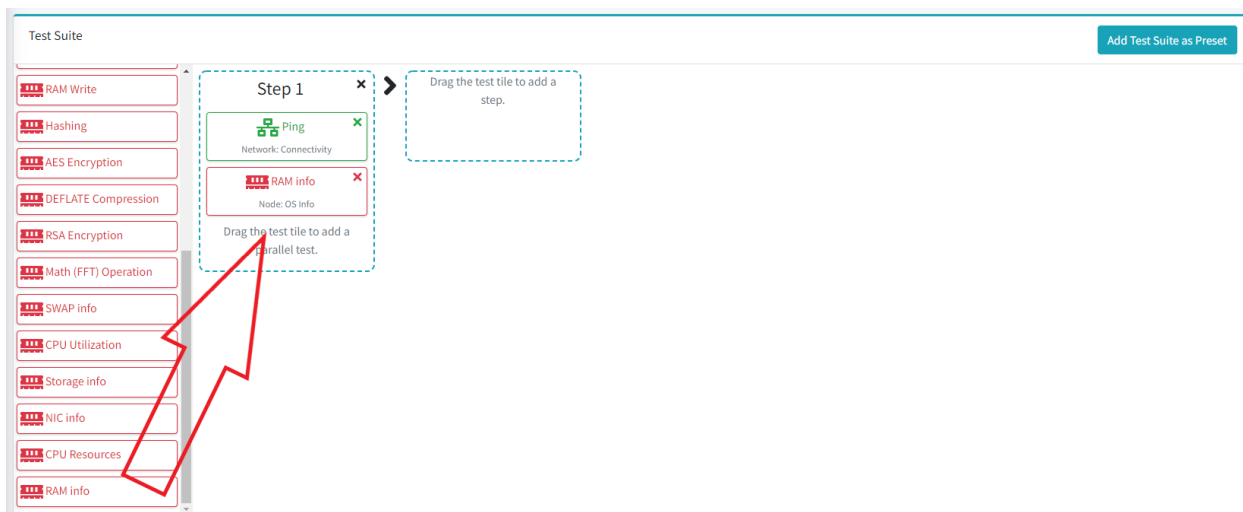 Test Suite
Add Test Suite as Preset
RAM Write
Hashing
AES Encryption
DEFLATE Compression
RSA Encryption
Math (FFT) Operation
SWAP info
CPU Utilization
Storage info
NIC info
CPU Resources
RAM info
Step 1
Ping
Network: Connectivity
RAM info
Node: OS Info
Drag the test tile to add a
parallel test.
Drag the test tile to add a
step.